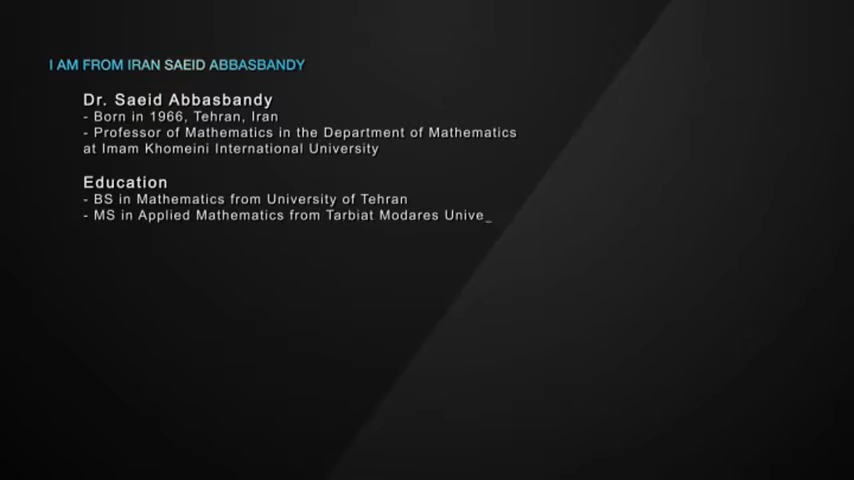 I AM FROM IRAN SAEID ABBASBANDY
Dr. Saeid Abbasbandy
- Born in 1966, Tehran, Iran
- Professor of Mathematics in the Department of Mathematics
at Imam Khomeini International University
Education
- BS in Mathematics from University of Tehran
- MS in Applied Mathematics from Tarbiat Modares Unive_